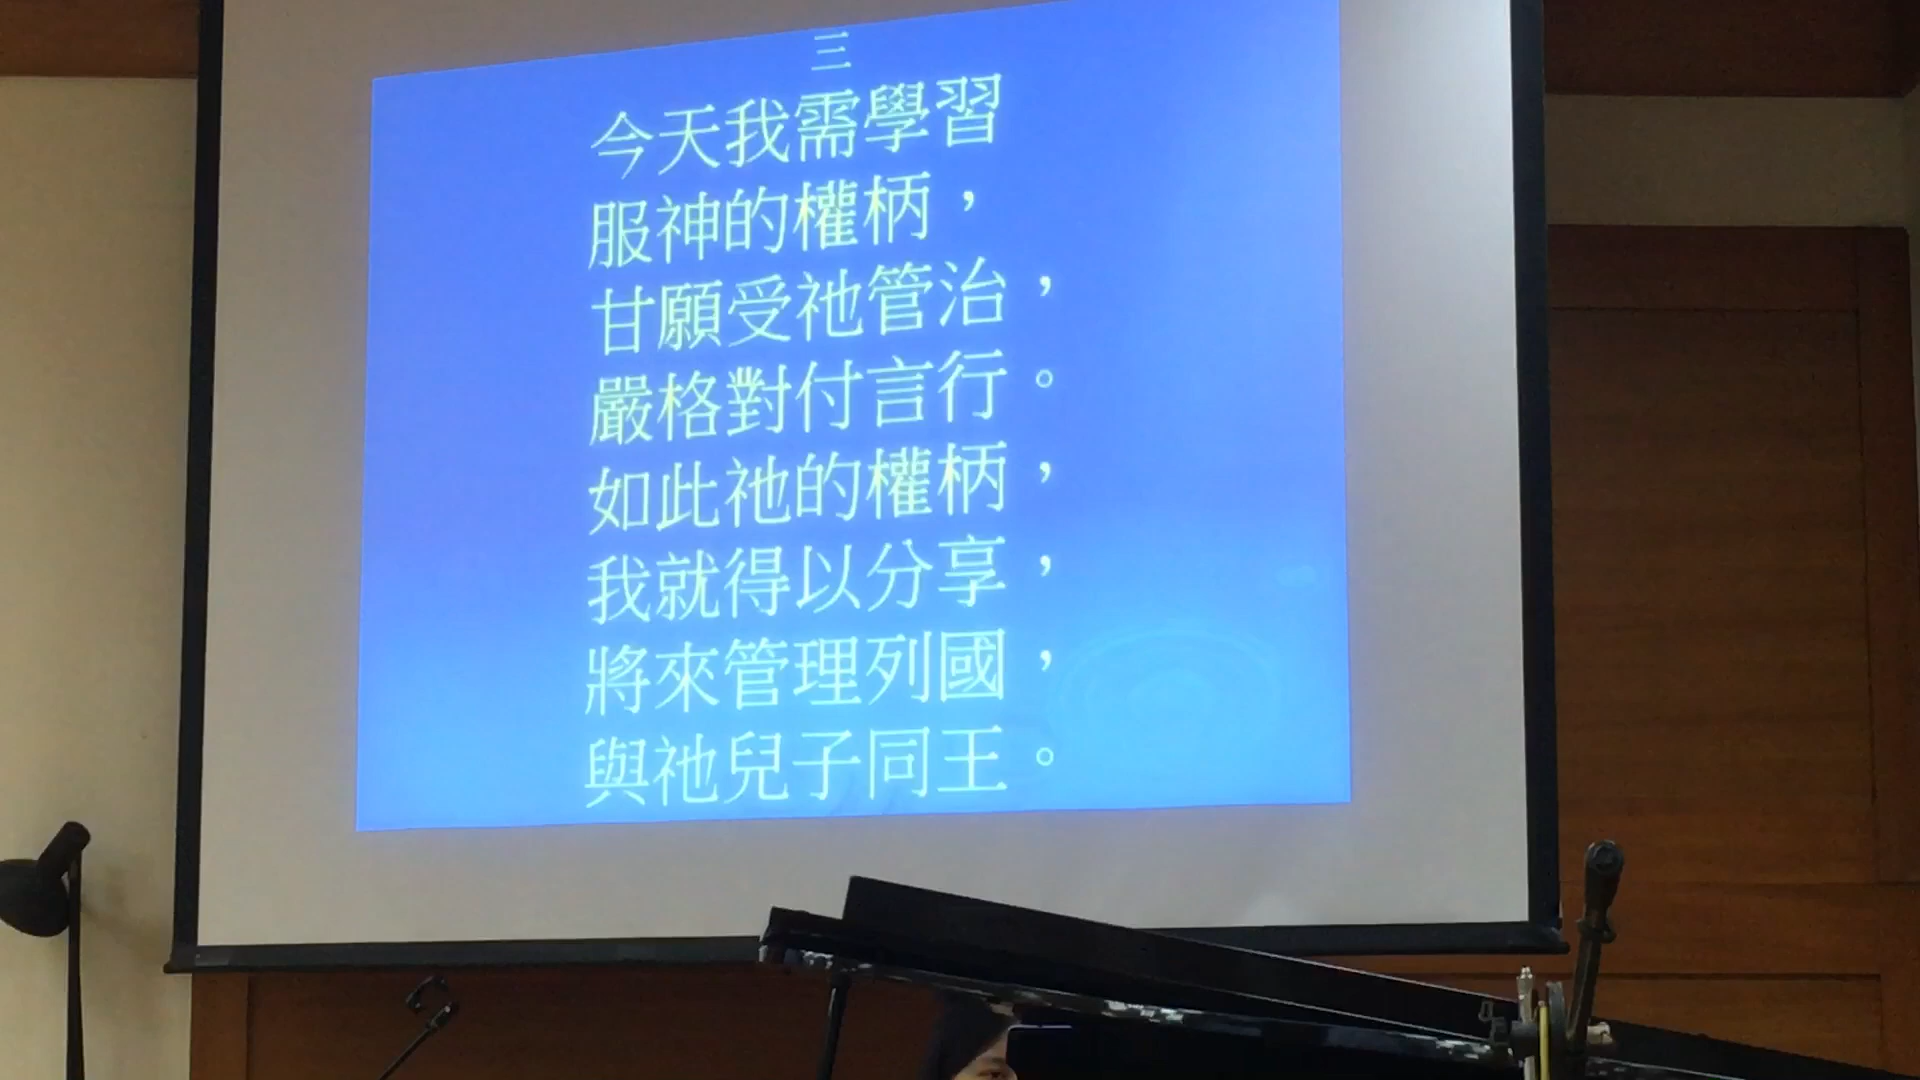 三
今天我需學習
服神的權柄，
甘願受祂管治，
嚴格對付言行。
如此祂的權柄，
我就得以分享，
將來管理列國，
與祂兒子同王。